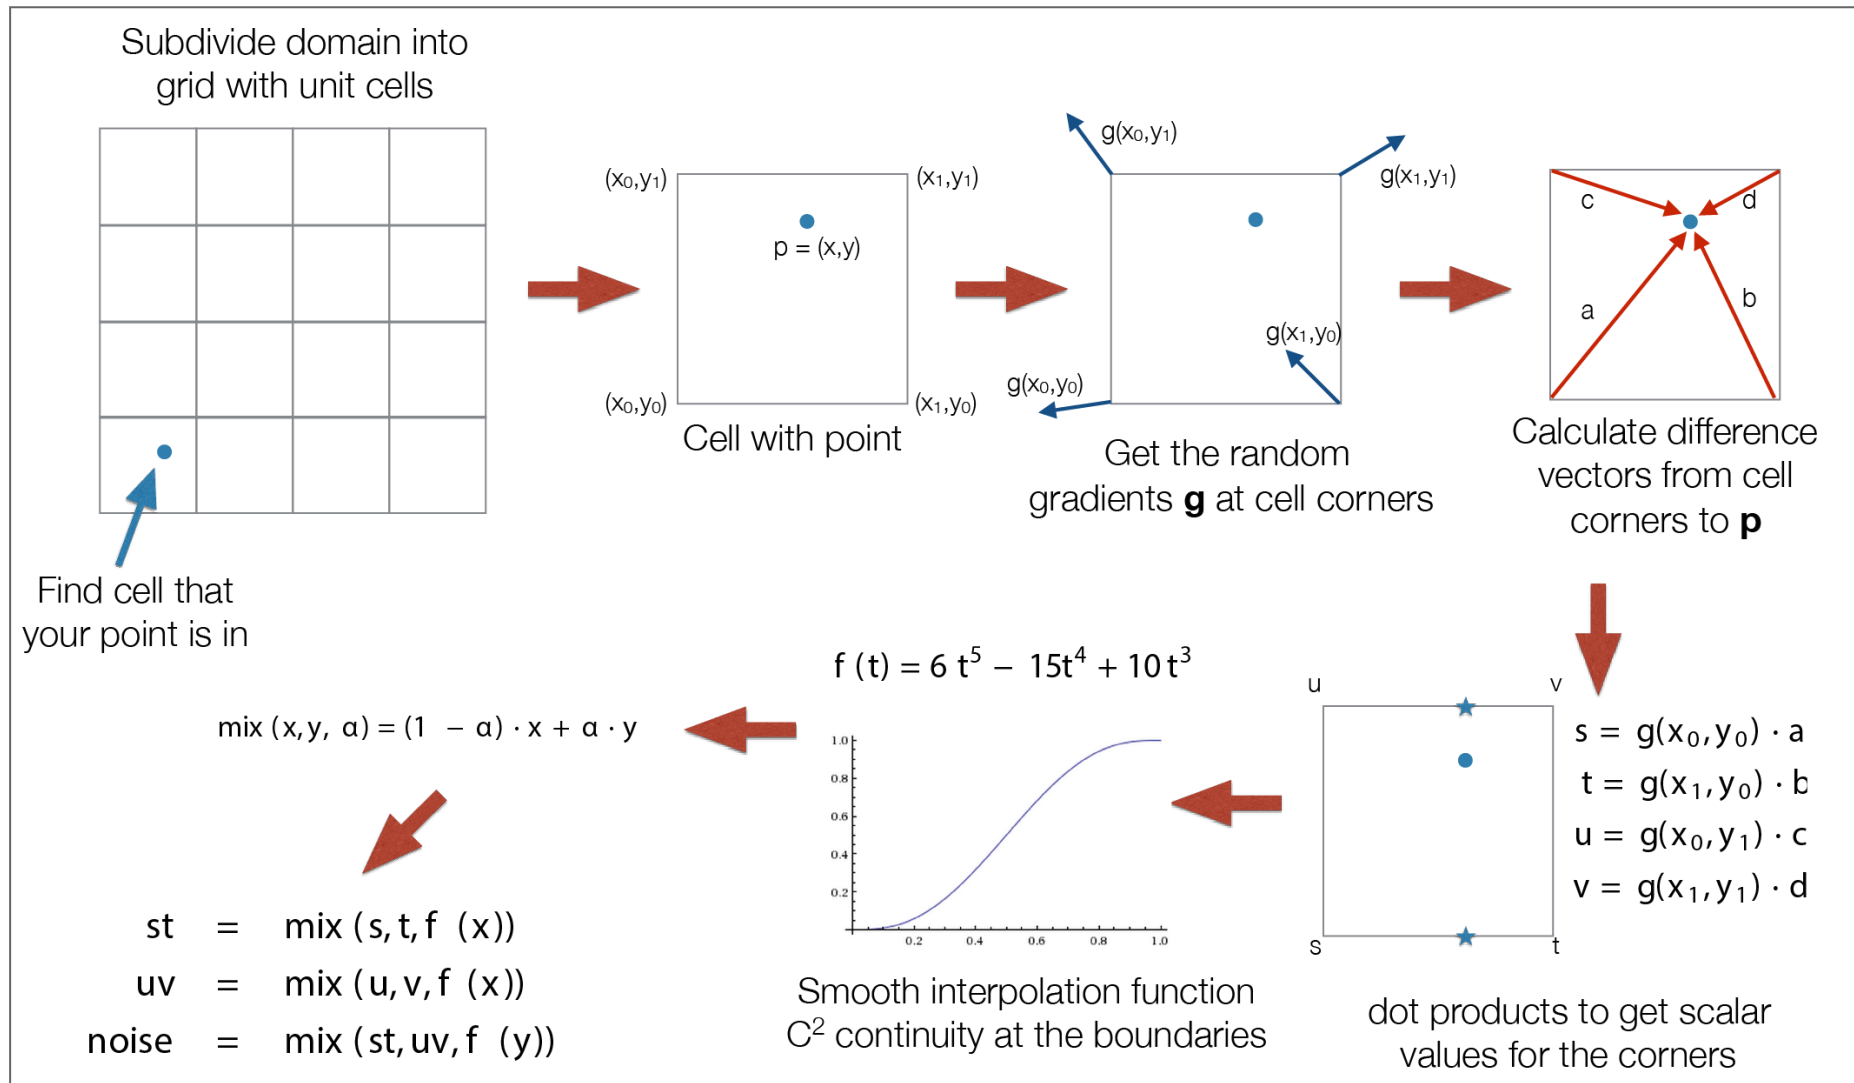 Subdivide domain into
grid with unit cells
Find cell that
your point is in
(x₀,y₁)
(x₁,y₁)
p = (x,y)
(x₀,y₀)
(x₁,y₀)
Cell with point
g(x₀,y₁)
g(x₁,y₁)
g(x₁,y₀)
g(x₀,y₀)
Get the random
gradients g at cell corners
c
d
a
b
Calculate difference
vectors from cell
corners to p
u
v
s
t
s = g(x₀,y₀) · a
t = g(x₁,y₀) · b
u = g(x₀,y₁) · c
v = g(x₁,y₁) · d
dot products to get scalar
values for the corners
f (t) = 6 t⁵ − 15t⁴ + 10 t³
1.0
0.8
0.6
0.4
0.2
0.2 0.4 0.6 0.8 1.0
Smooth interpolation function
C² continuity at the boundaries
mix (x,y, α) = (1 − α) · x + α · y
st = mix (s,t,f (x))
uv = mix (u,v,f (x))
noise = mix (st,uv,f (y))